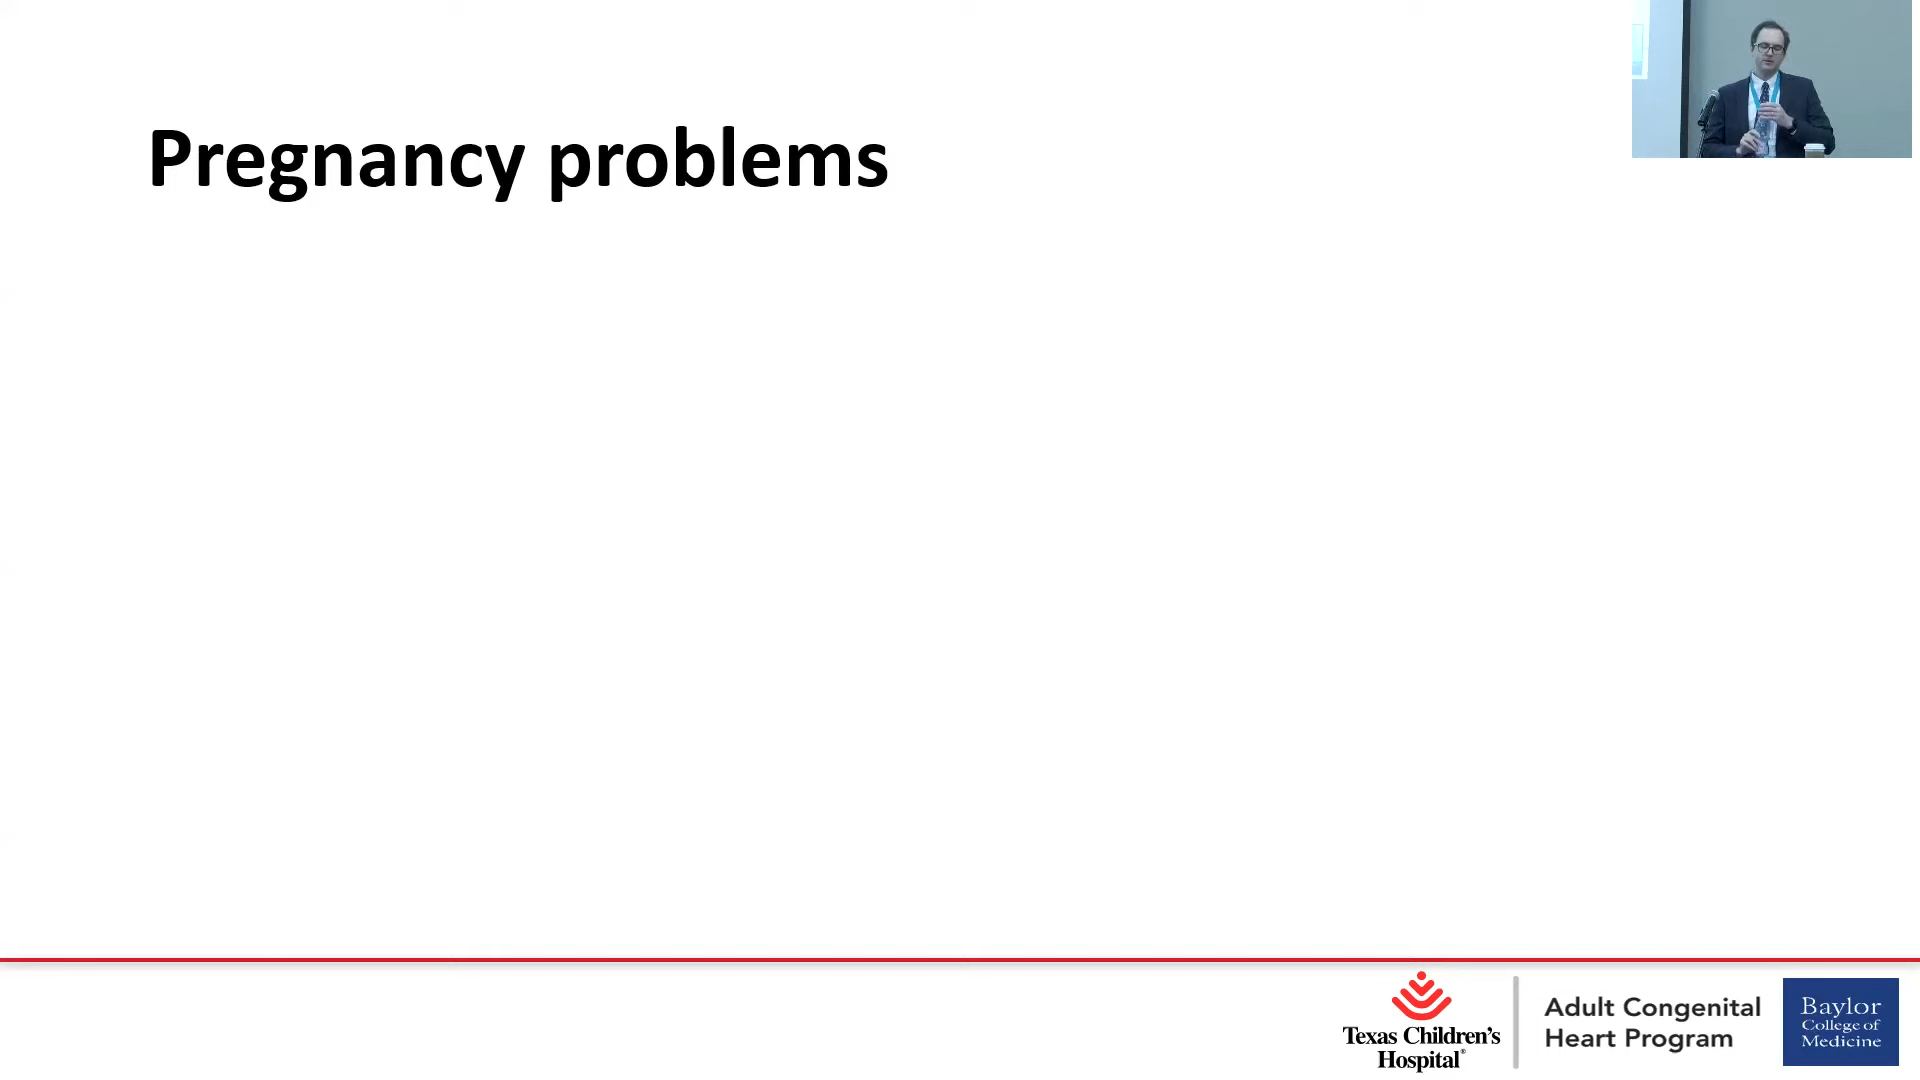 Pregnancy problems
Texas Children's
Hospital®
Adult Congenital
Heart Program
Baylor
College of
Medicine